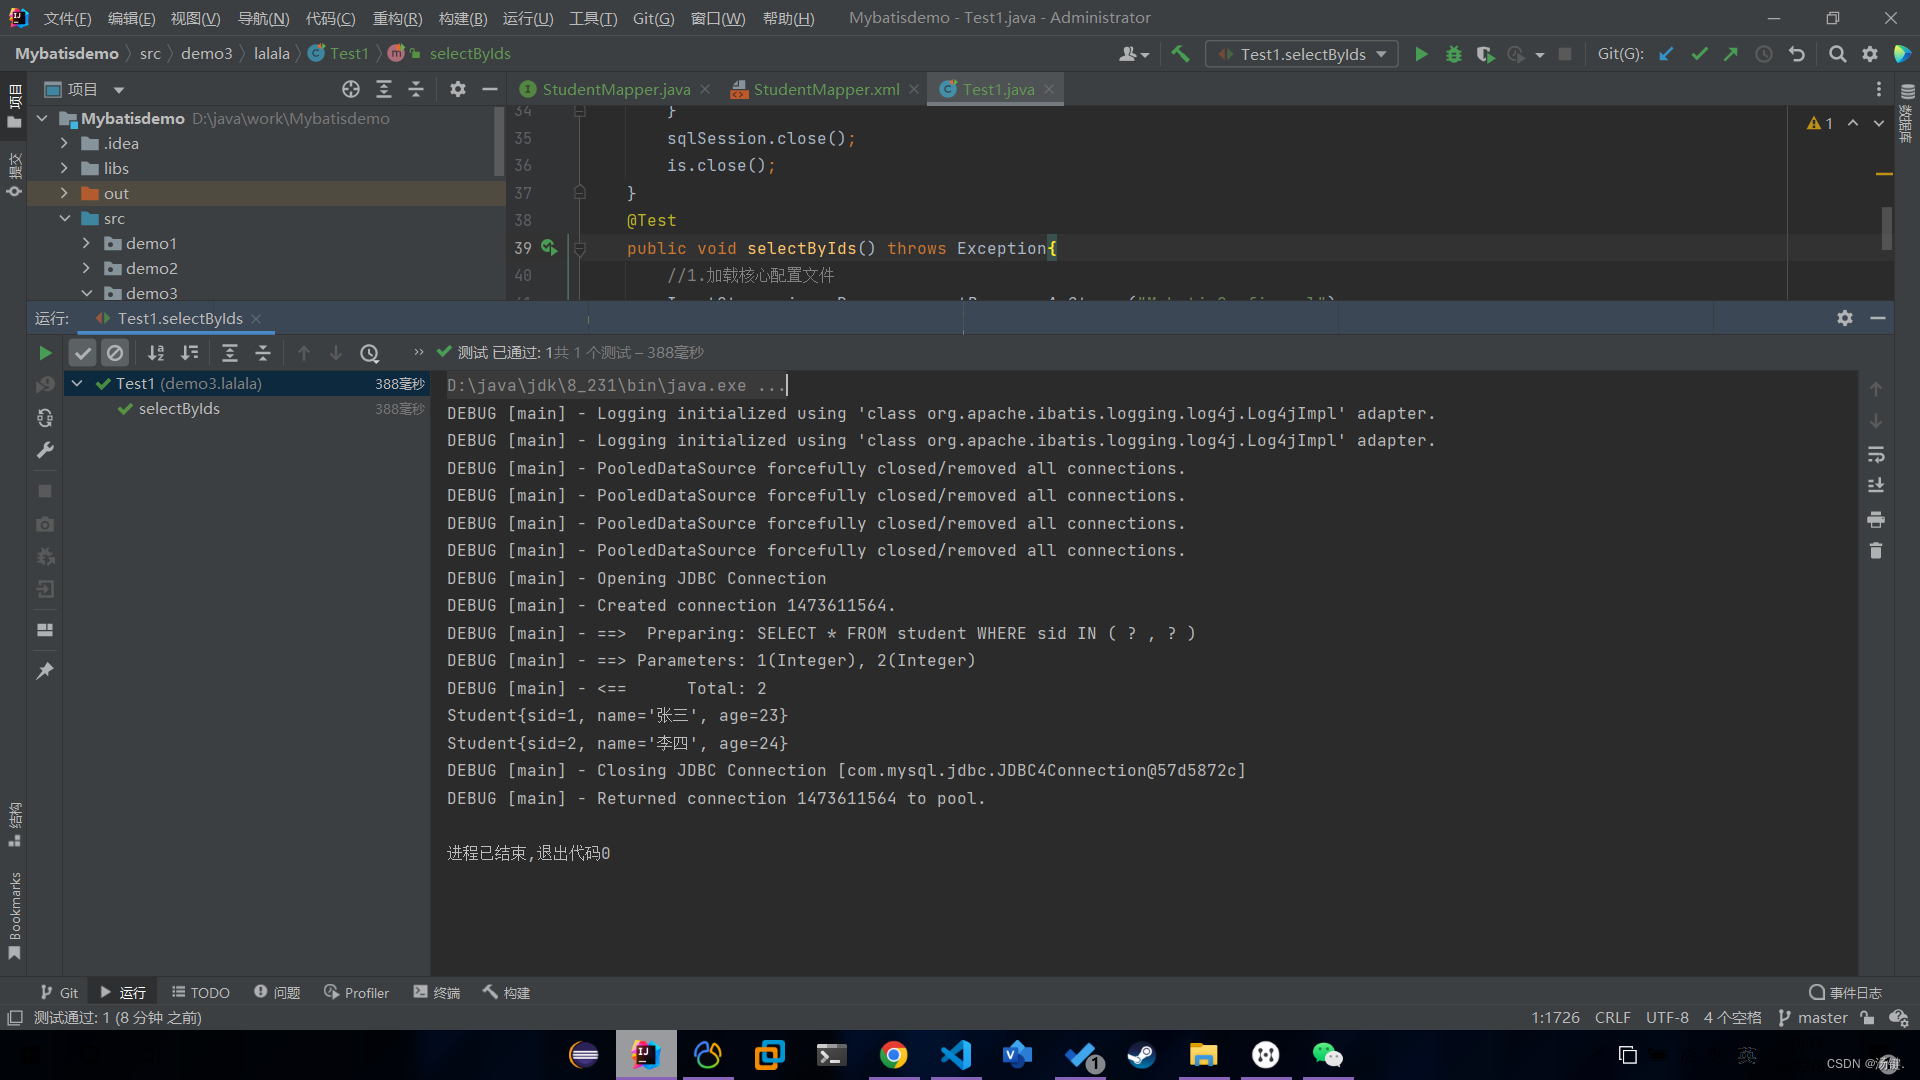 文件(F) 编辑(E) 视图(V) 导航(N) 代码(C) 重构(R) 构建(B) 运行(U) 工具(T) Git(G) 窗口(W) 帮助(H) Mybatisdemo - Test1.java - Administrator
Mybatisdemo src demo3 lalala Test1 selectByIds Test1.selectByIds Git(G):
项目 StudentMapper.java StudentMapper.xml Test1.java
项目
提交
数据库
Mybatisdemo D:\java\work\Mybatisdemo
.idea
libs
out
src
demo1
demo2
demo3
34 }
35 sqlSession.close();
36 is.close();
37 }
38 @Test
39 public void selectByIds() throws Exception{
40 //1.加载核心配置文件
1
运行: Test1.selectByIds
测试 已通过: 1共 1 个测试 – 388毫秒
Test1 (demo3.lalala) 388毫秒
selectByIds 388毫秒
D:\java\jdk\8_231\bin\java.exe ...
DEBUG [main] - Logging initialized using 'class org.apache.ibatis.logging.log4j.Log4jImpl' adapter.
DEBUG [main] - Logging initialized using 'class org.apache.ibatis.logging.log4j.Log4jImpl' adapter.
DEBUG [main] - PooledDataSource forcefully closed/removed all connections.
DEBUG [main] - PooledDataSource forcefully closed/removed all connections.
DEBUG [main] - PooledDataSource forcefully closed/removed all connections.
DEBUG [main] - PooledDataSource forcefully closed/removed all connections.
DEBUG [main] - Opening JDBC Connection
DEBUG [main] - Created connection 1473611564.
DEBUG [main] - ==>  Preparing: SELECT * FROM student WHERE sid IN ( ? , ? )
DEBUG [main] - ==> Parameters: 1(Integer), 2(Integer)
DEBUG [main] - <==      Total: 2
Student{sid=1, name='张三', age=23}
Student{sid=2, name='李四', age=24}
DEBUG [main] - Closing JDBC Connection [com.mysql.jdbc.JDBC4Connection@57d5872c]
DEBUG [main] - Returned connection 1473611564 to pool.
进程已结束,退出代码0
结构
Bookmarks
Git 运行 TODO 问题 Profiler 终端 构建 事件日志
测试通过: 1 (8 分钟 之前) 1:1726 CRLF UTF-8 4 个空格 master
1 英
CSDN @汤键.